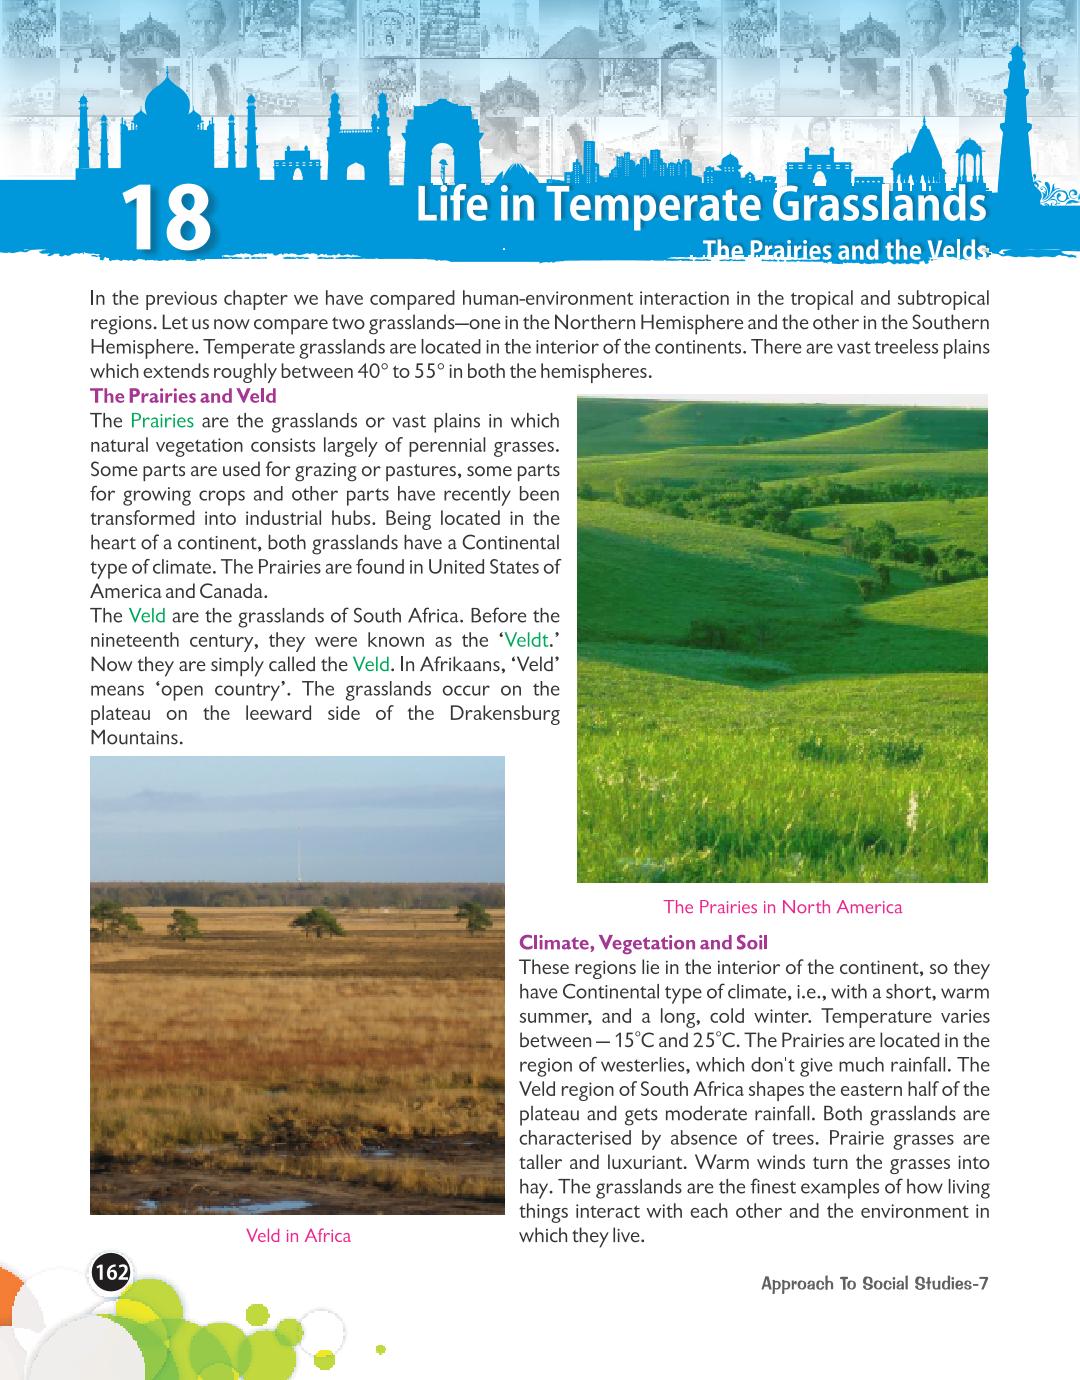 18
Life in Temperate Grasslands
The Prairies and the Velds
In the previous chapter we have compared human-environment interaction in the tropical and subtropical
regions. Let us now compare two grasslands—one in the Northern Hemisphere and the other in the Southern
Hemisphere. Temperate grasslands are located in the interior of the continents. There are vast treeless plains
which extends roughly between 40° to 55° in both the hemispheres.
The Prairies and Veld
The Prairies are the grasslands or vast plains in which
natural vegetation consists largely of perennial grasses.
Some parts are used for grazing or pastures, some parts
for growing crops and other parts have recently been
transformed into industrial hubs. Being located in the
heart of a continent, both grasslands have a Continental
type of climate. The Prairies are found in United States of
America and Canada.
The Veld are the grasslands of South Africa. Before the
nineteenth century, they were known as the ‘Veldt.’
Now they are simply called the Veld. In Afrikaans, ‘Veld’
means ‘open country’. The grasslands occur on the
plateau on the leeward side of the Drakensburg
Mountains.
The Prairies in North America
Veld in Africa
Climate, Vegetation and Soil
These regions lie in the interior of the continent, so they
have Continental type of climate, i.e., with a short, warm
summer, and a long, cold winter. Temperature varies
between – 15°C and 25°C. The Prairies are located in the
region of westerlies, which don't give much rainfall. The
Veld region of South Africa shapes the eastern half of the
plateau and gets moderate rainfall. Both grasslands are
characterised by absence of trees. Prairie grasses are
taller and luxuriant. Warm winds turn the grasses into
hay. The grasslands are the finest examples of how living
things interact with each other and the environment in
which they live.
162
Approach To Social Studies-7